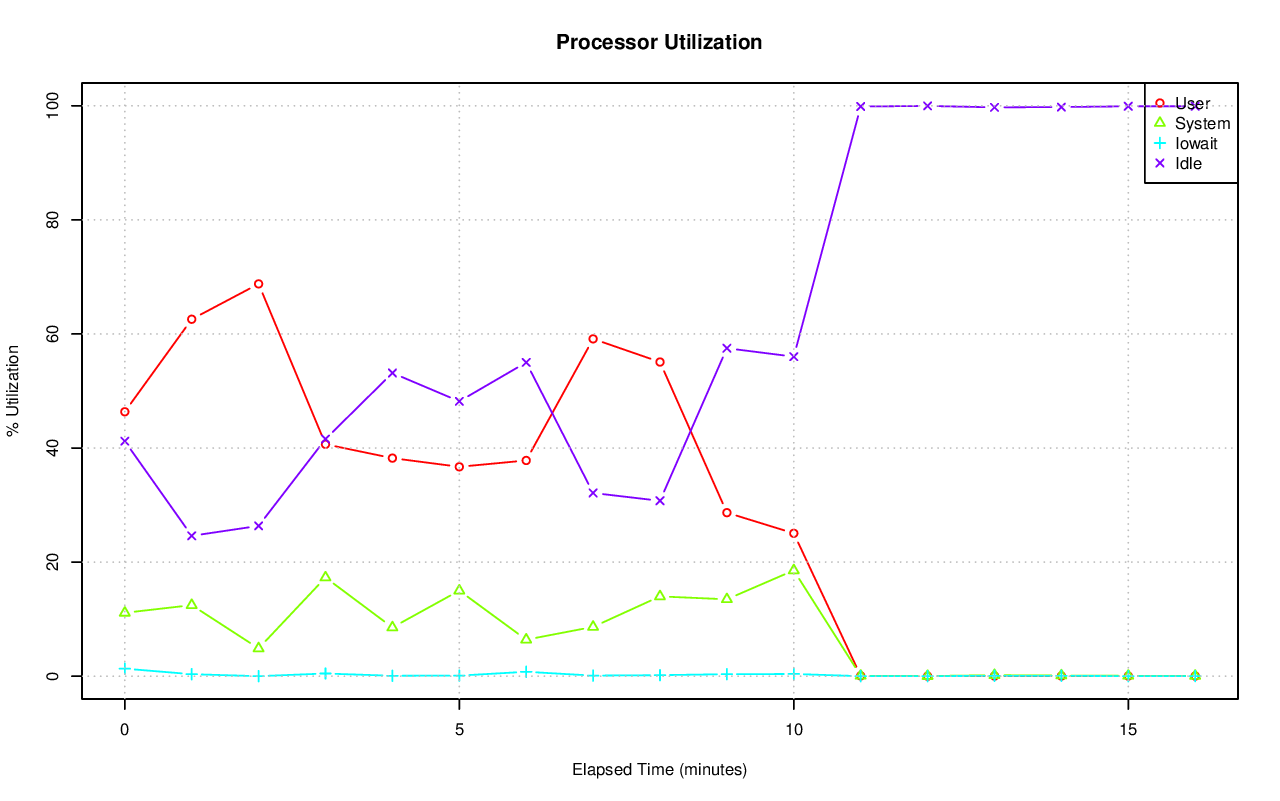 Processor Utilization
% Utilization
100
80
60
40
20
0
User
System
Iowait
Idle
0 5 10 15
Elapsed Time (minutes)